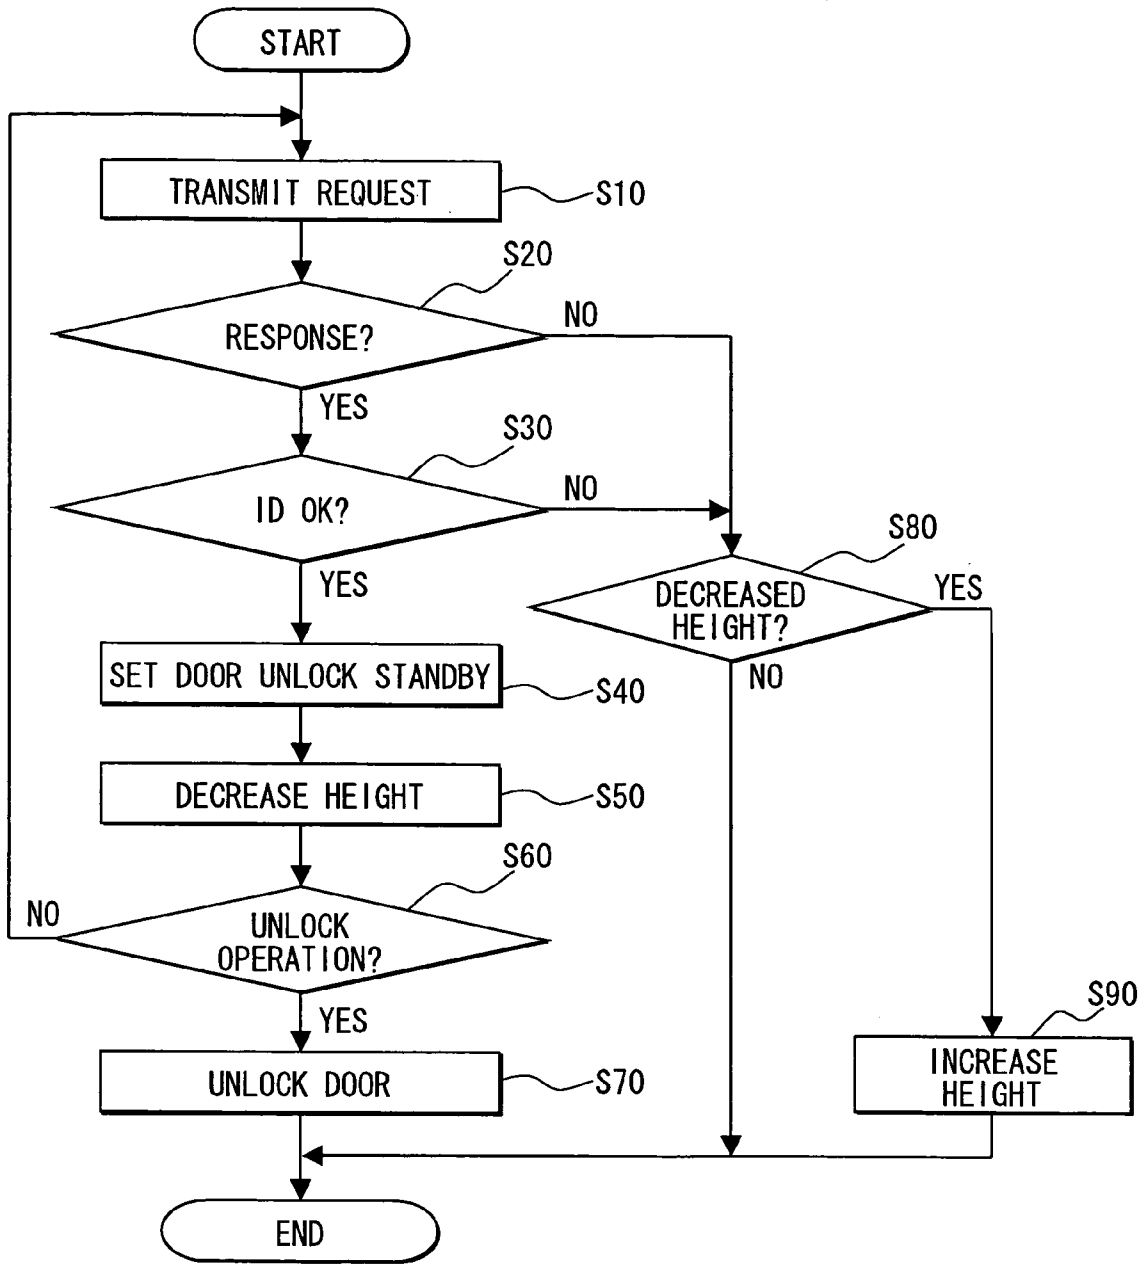 START
TRANSMIT REQUEST
S10
S20
RESPONSE?
NO
YES
S30
ID OK?
NO
YES
S80
DECREASED
HEIGHT?
YES
NO
SET DOOR UNLOCK STANDBY
S40
DECREASE HEIGHT
S50
S60
NO
UNLOCK
OPERATION?
YES
S90
INCREASE
HEIGHT
UNLOCK DOOR
S70
END